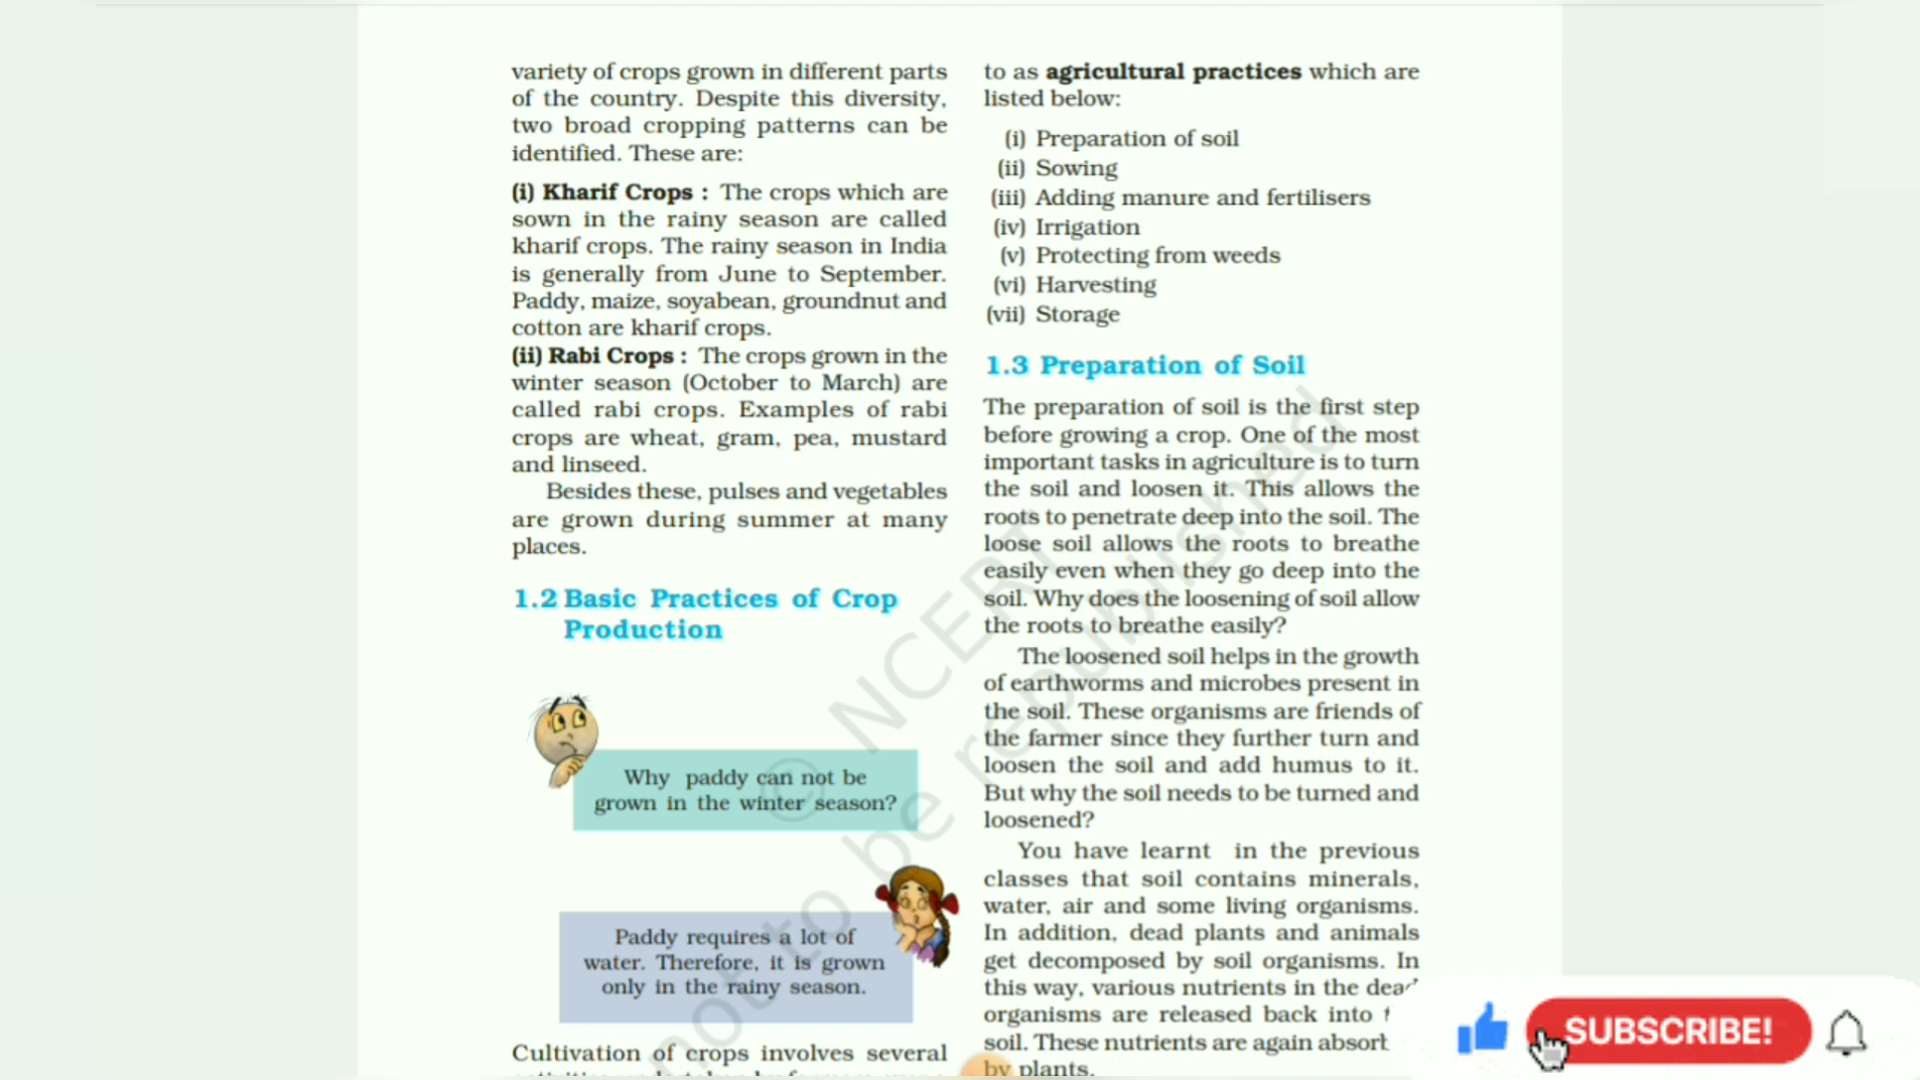 variety of crops grown in different parts
of the country. Despite this diversity,
two broad cropping patterns can be
identified. These are:
(i) Kharif Crops : The crops which are
sown in the rainy season are called
kharif crops. The rainy season in India
is generally from June to September.
Paddy, maize, soyabean, groundnut and
cotton are kharif crops.
(ii) Rabi Crops : The crops grown in the
winter season (October to March) are
called rabi crops. Examples of rabi
crops are wheat, gram, pea, mustard
and linseed.
Besides these, pulses and vegetables
are grown during summer at many
places.
1.2 Basic Practices of Crop
Production
Why paddy can not be
grown in the winter season?
Paddy requires a lot of
water. Therefore, it is grown
only in the rainy season.
Cultivation of crops involves several
to as agricultural practices which are
listed below:
(i) Preparation of soil
(ii) Sowing
(iii) Adding manure and fertilisers
(iv) Irrigation
(v) Protecting from weeds
(vi) Harvesting
(vii) Storage
1.3 Preparation of Soil
The preparation of soil is the first step
before growing a crop. One of the most
important tasks in agriculture is to turn
the soil and loosen it. This allows the
roots to penetrate deep into the soil. The
loose soil allows the roots to breathe
easily even when they go deep into the
soil. Why does the loosening of soil allow
the roots to breathe easily?
The loosened soil helps in the growth
of earthworms and microbes present in
the soil. These organisms are friends of
the farmer since they further turn and
loosen the soil and add humus to it.
But why the soil needs to be turned and
loosened?
You have learnt in the previous
classes that soil contains minerals,
water, air and some living organisms.
In addition, dead plants and animals
get decomposed by soil organisms. In
this way, various nutrients in the dead
organisms are released back into
soil. These nutrients are again absorb
by plants.
© NCERT
not to be republished
SUBSCRIBE!